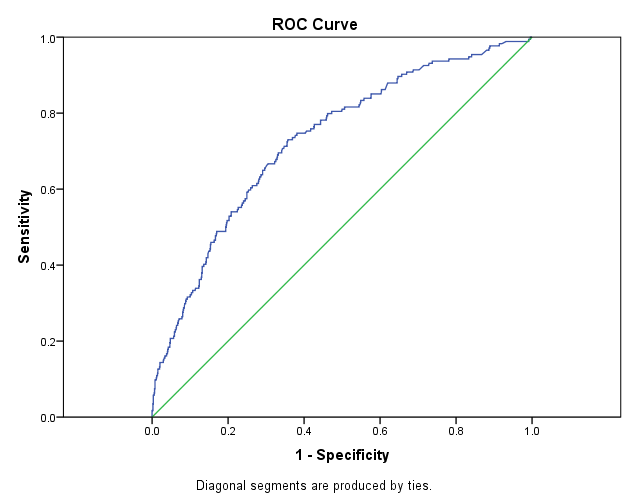 ROC Curve
1.0
0.8
0.6
0.4
0.2
0.0
Sensitivity
0.0 0.2 0.4 0.6 0.8 1.0
1 - Specificity
Diagonal segments are produced by ties.